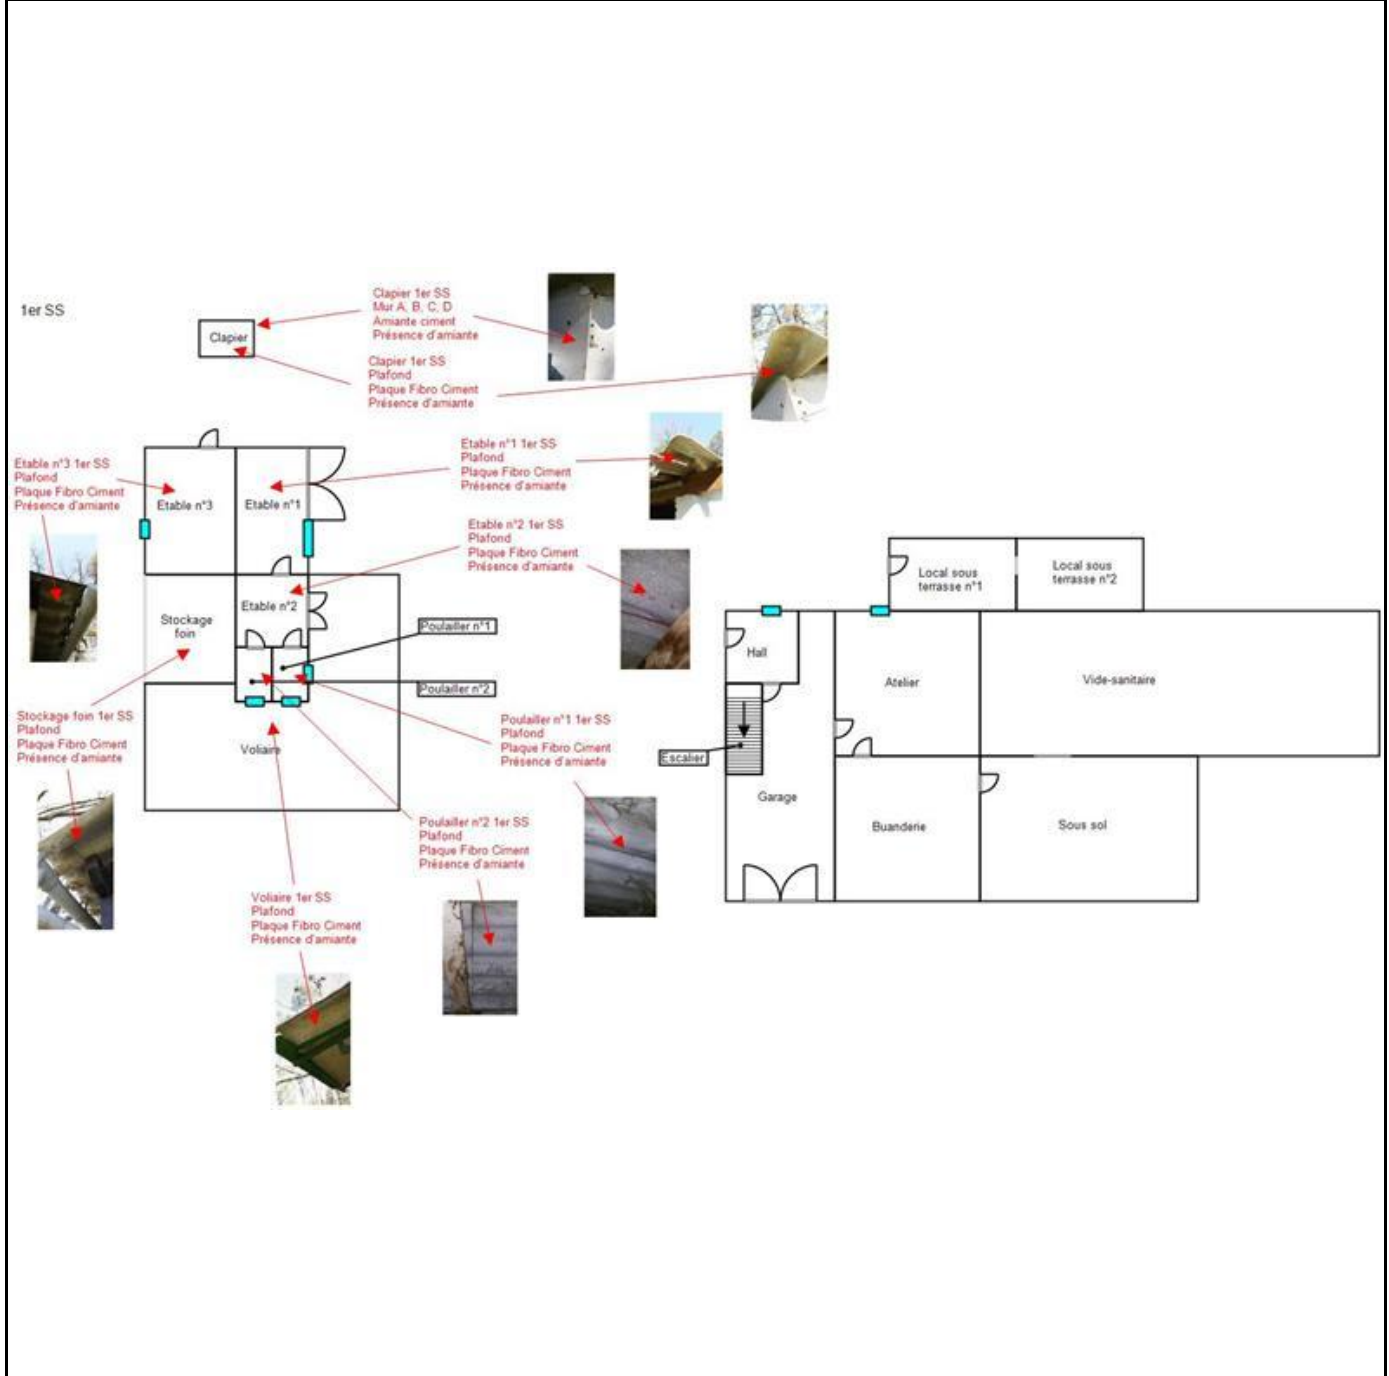 1er SS
Clapier
Clapier 1er SS
Mur A, B, C, D
Amiante ciment
Présence d'amiante
Clapier 1er SS
Plafond
Plaque Fibro Ciment
Présence d'amiante
Etable n°1 1er SS
Plafond
Plaque Fibro Ciment
Présence d'amiante
Etable n°3 1er SS
Plafond
Plaque Fibro Ciment
Présence d'amiante
Etable n°3
Etable n°1
Etable n°2 1er SS
Plafond
Plaque Fibro Ciment
Présence d'amiante
Etable n°2
Stockage
foin
Poulailler n°1
Poulailler n°2
Stockage foin 1er SS
Plafond
Plaque Fibro Ciment
Présence d'amiante
Voliaire
Poulailler n°1 1er SS
Plafond
Plaque Fibro Ciment
Présence d'amiante
Poulailler n°2 1er SS
Plafond
Plaque Fibro Ciment
Présence d'amiante
Voliaire 1er SS
Plafond
Plaque Fibro Ciment
Présence d'amiante
Local sous
terrasse n°1
Local sous
terrasse n°2
Hall
Atelier
Vide-sanitaire
Escalier
Garage
Buanderie
Sous sol